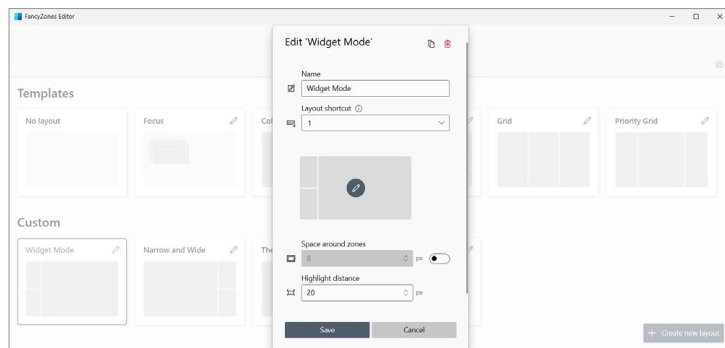 FancyZones Editor
Edit 'Widget Mode'
Name
Widget Mode
Layout shortcut
1
Space around zones
8 px
Highlight distance
20 px
Save Cancel
Templates
No layout Focus Grid Priority Grid
Custom
Widget Mode Narrow and Wide
Create new layout